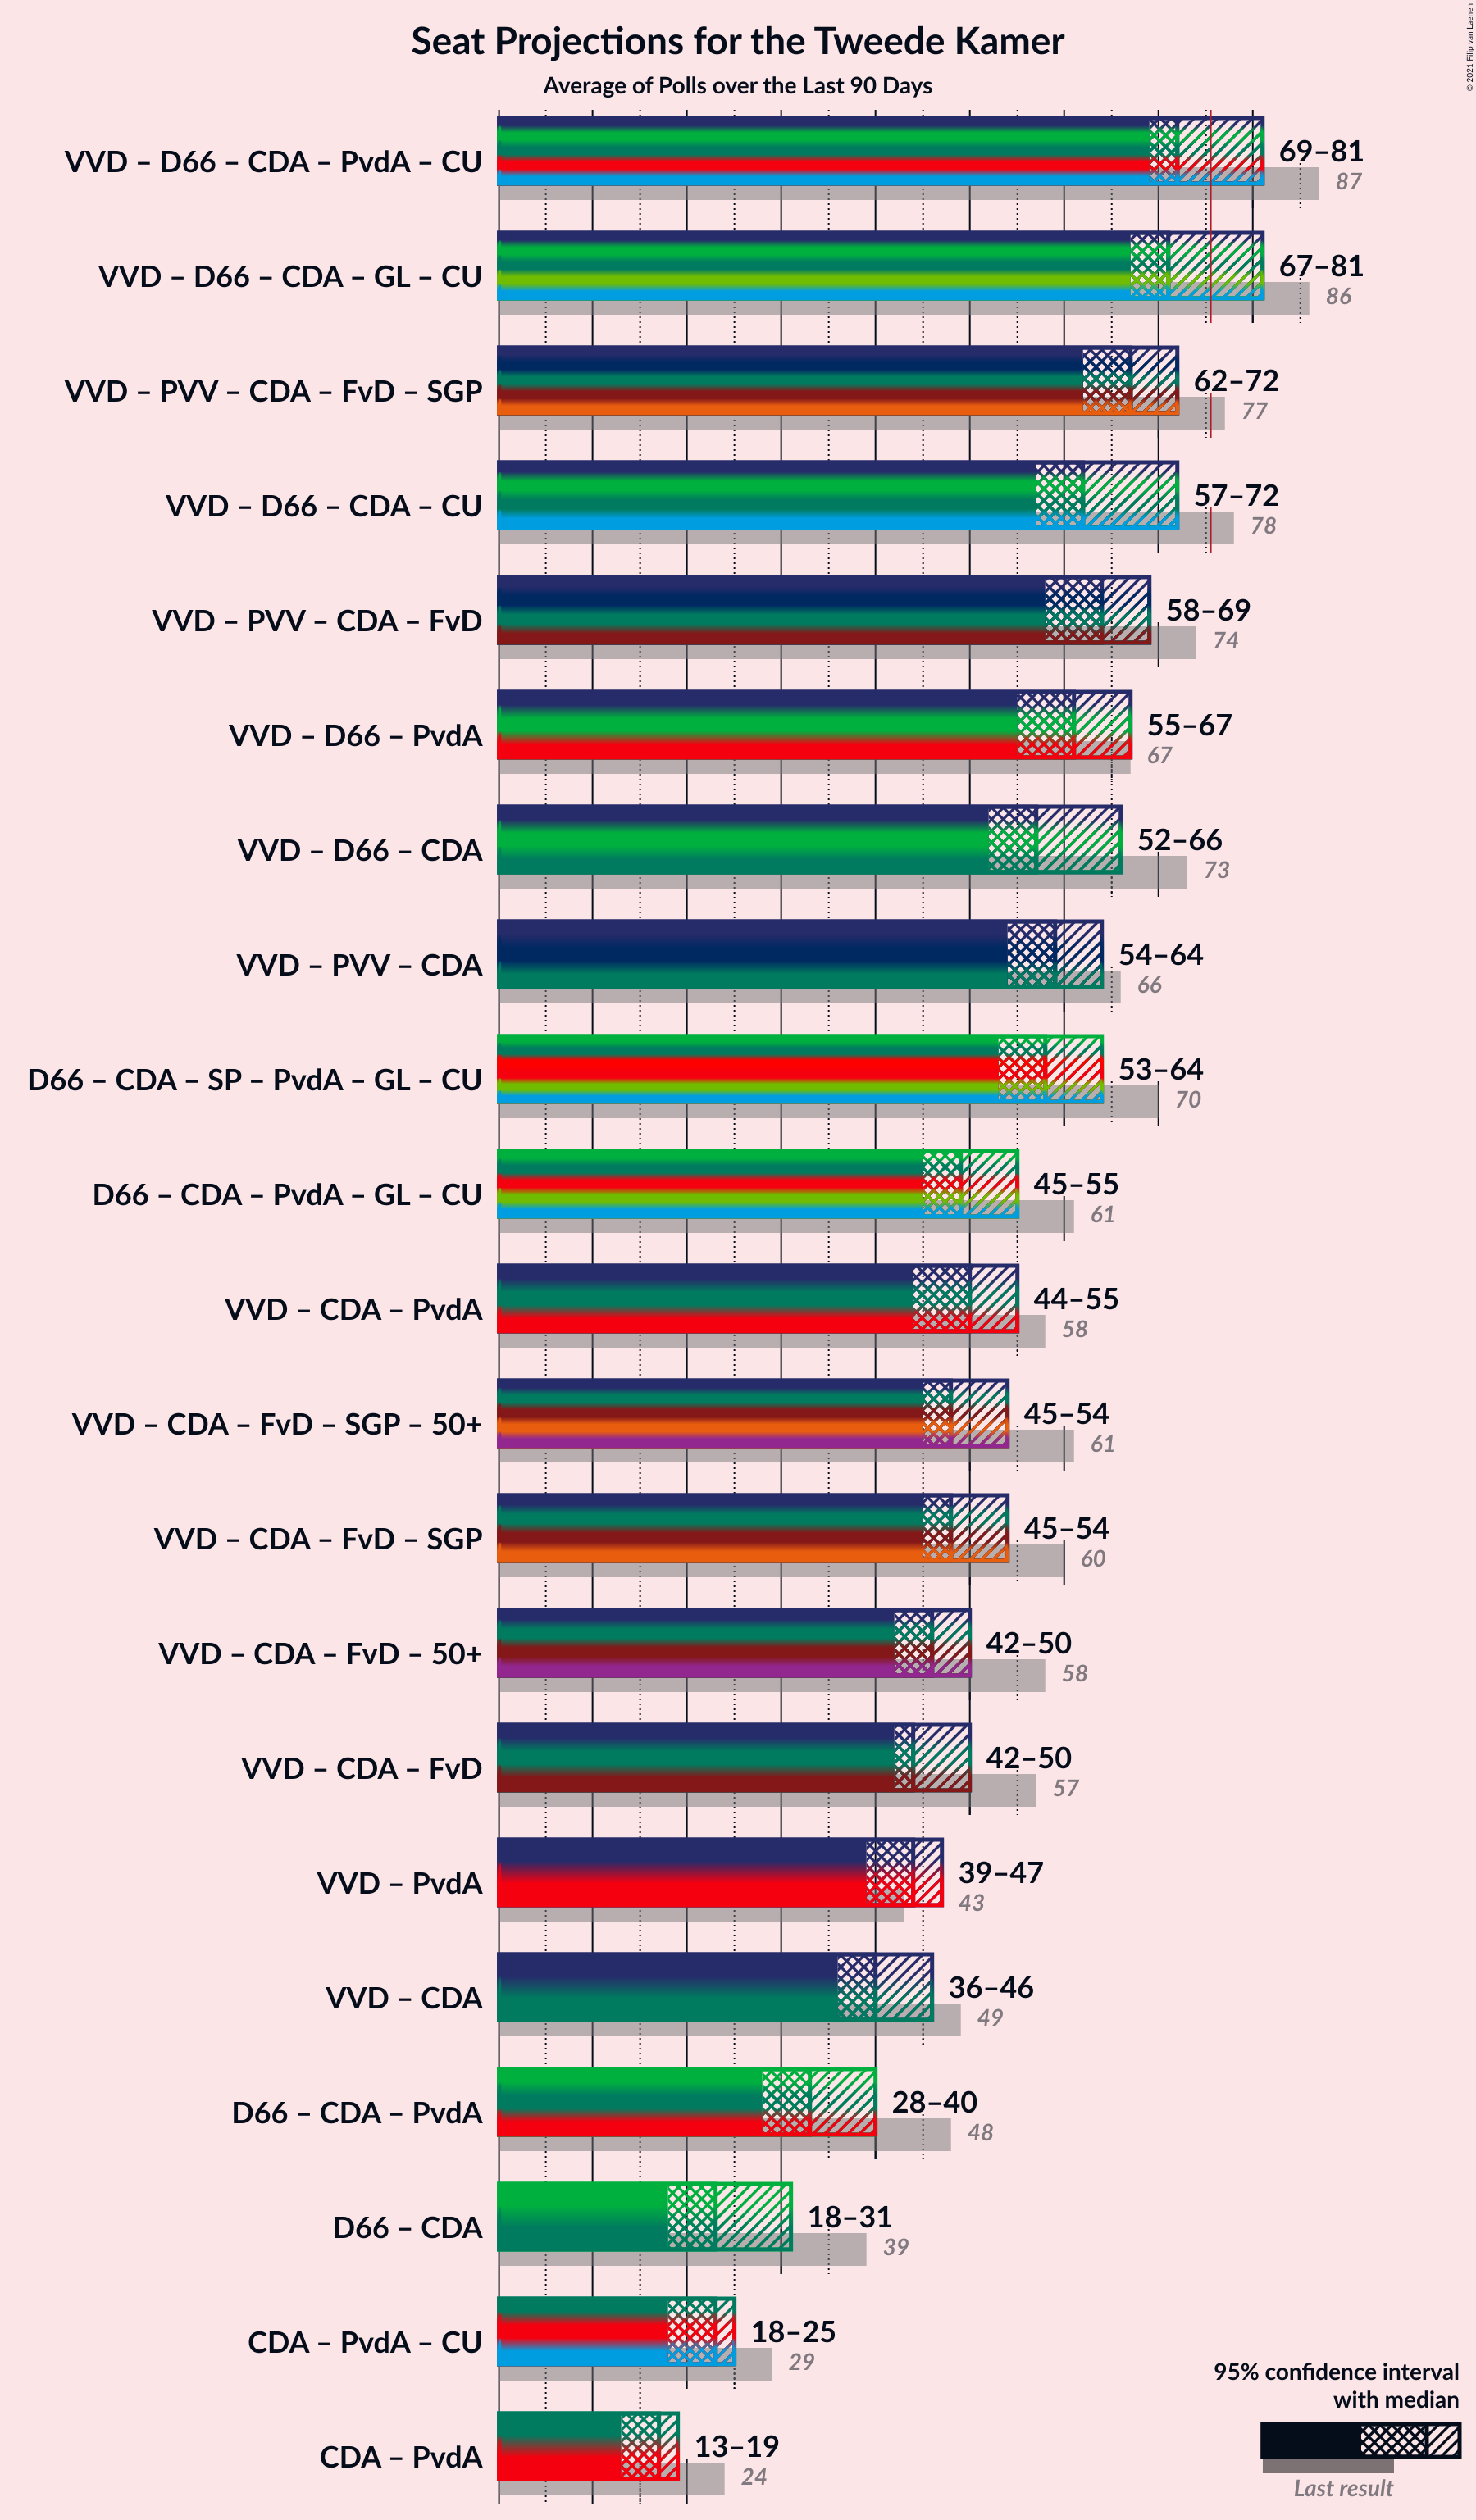 Seat Projections for the Tweede Kamer
Average of Polls over the Last 90 Days
© 2021 Filip van Laenen
VVD – D66 – CDA – PvdA – CU
69–81
87
VVD – D66 – CDA – GL – CU
67–81
86
VVD – PVV – CDA – FvD – SGP
62–72
77
VVD – D66 – CDA – CU
57–72
78
VVD – PVV – CDA – FvD
58–69
74
VVD – D66 – PvdA
55–67
67
VVD – D66 – CDA
52–66
73
VVD – PVV – CDA
54–64
66
D66 – CDA – SP – PvdA – GL – CU
53–64
70
D66 – CDA – PvdA – GL – CU
45–55
61
VVD – CDA – PvdA
44–55
58
VVD – CDA – FvD – SGP – 50+
45–54
61
VVD – CDA – FvD – SGP
45–54
60
VVD – CDA – FvD – 50+
42–50
58
VVD – CDA – FvD
42–50
57
VVD – PvdA
39–47
43
VVD – CDA
36–46
49
D66 – CDA – PvdA
28–40
48
D66 – CDA
18–31
39
CDA – PvdA – CU
18–25
29
CDA – PvdA
13–19
24
95% confidence interval
with median
Last result